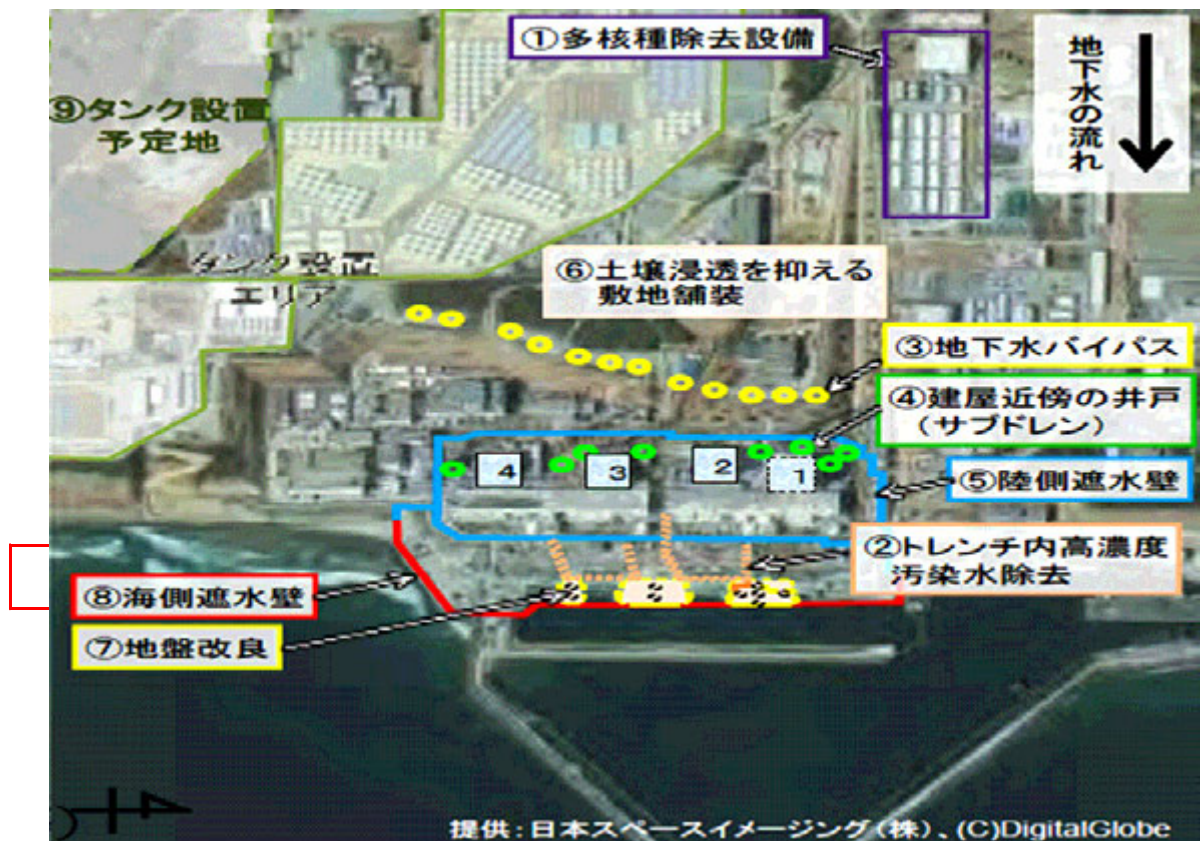 ①多核種除去設備
地下水の流れ
⑨タンク設置
予定地
タンク設置
エリア
⑥土壌浸透を抑える
敷地舗装
③地下水バイパス
④建屋近傍の井戸
(サブドレン)
4
3
2
1
⑤陸側遮水壁
②トレンチ内高濃度
汚染水除去
⑧海側遮水壁
⑦地盤改良
提供:日本スペースイメージング(株)、(C)DigitalGlobe